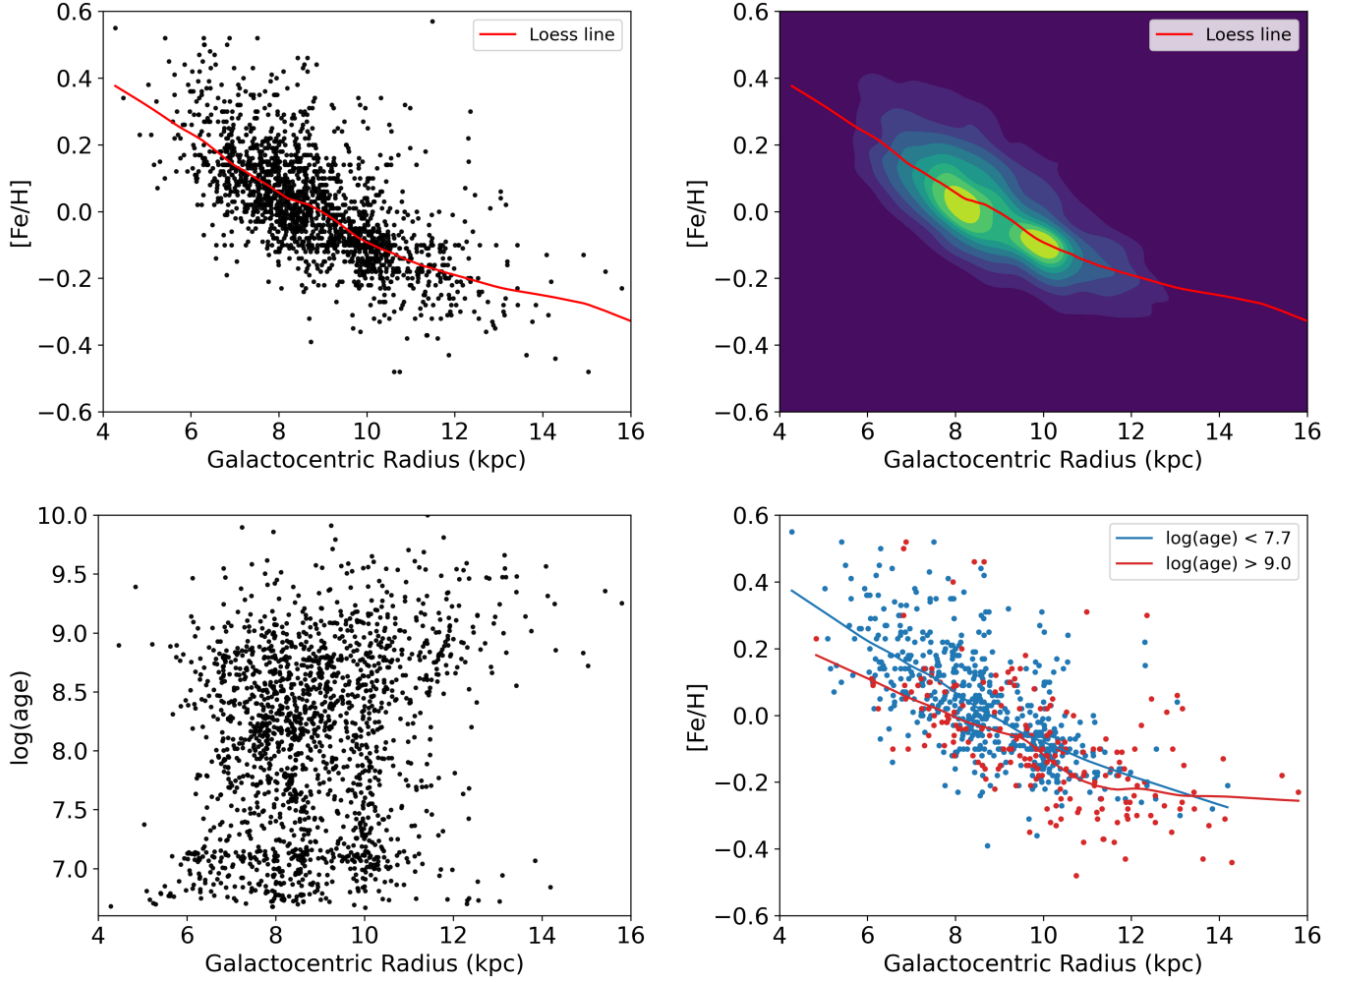 0.6
0.4
0.2
0.0
−0.2
−0.4
−0.6
[Fe/H]
Loess line
4 6 8 10 12 14 16
Galactocentric Radius (kpc)
0.6
0.4
0.2
0.0
−0.2
−0.4
−0.6
[Fe/H]
Loess line
4 6 8 10 12 14 16
Galactocentric Radius (kpc)
10.0
9.5
9.0
8.5
8.0
7.5
7.0
log(age)
4 6 8 10 12 14 16
Galactocentric Radius (kpc)
0.6
0.4
0.2
0.0
−0.2
−0.4
−0.6
[Fe/H]
log(age) < 7.7
log(age) > 9.0
4 6 8 10 12 14 16
Galactocentric Radius (kpc)